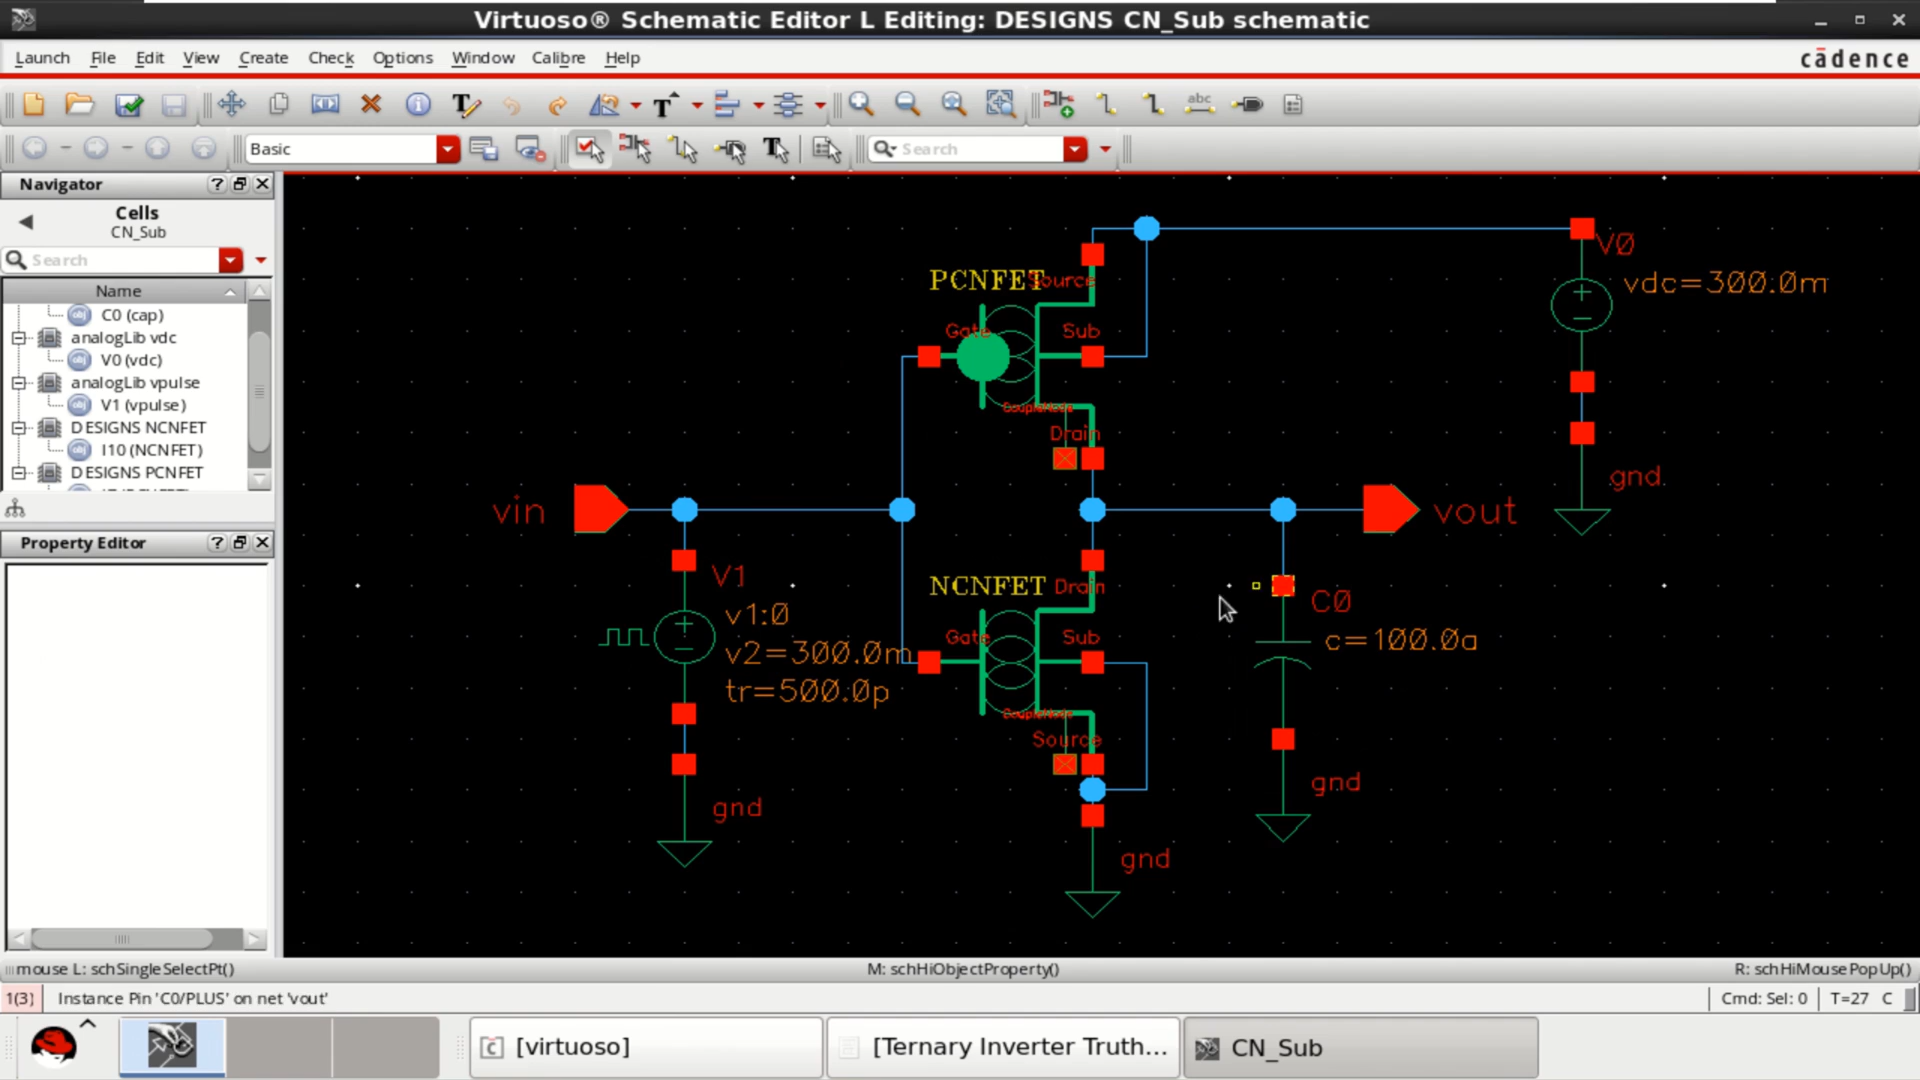 Virtuoso® Schematic Editor L Editing: DESIGNS CN_Sub schematic
Launch File Edit View Create Check Options Window Calibre Help
cādence
abc
Basic
Search
Navigator
Cells
CN_Sub
Search
Name
C0 (cap)
analogLib vdc
V0 (vdc)
analogLib vpulse
V1 (vpulse)
DESIGNS NCNFET
I10 (NCNFET)
DESIGNS PCNFET
Property Editor
V0
vdc=300.0m
gnd
PCNFET
Source
Gate
Sub
CoupleNode
Drain
vin
vout
V1
v1:0
v2=300.0m
tr=500.0p
gnd
NCNFET
Drain
Gate
Sub
CoupleNode
Source
gnd
C0
c=100.0a
gnd
mouse L: schSingleSelectPt() M: schHiObjectProperty() R: schHiMousePopUp()
1(3) Instance Pin 'C0/PLUS' on net 'vout' Cmd: Sel: 0 T=27 C
[virtuoso] [Ternary Inverter Truth... CN_Sub